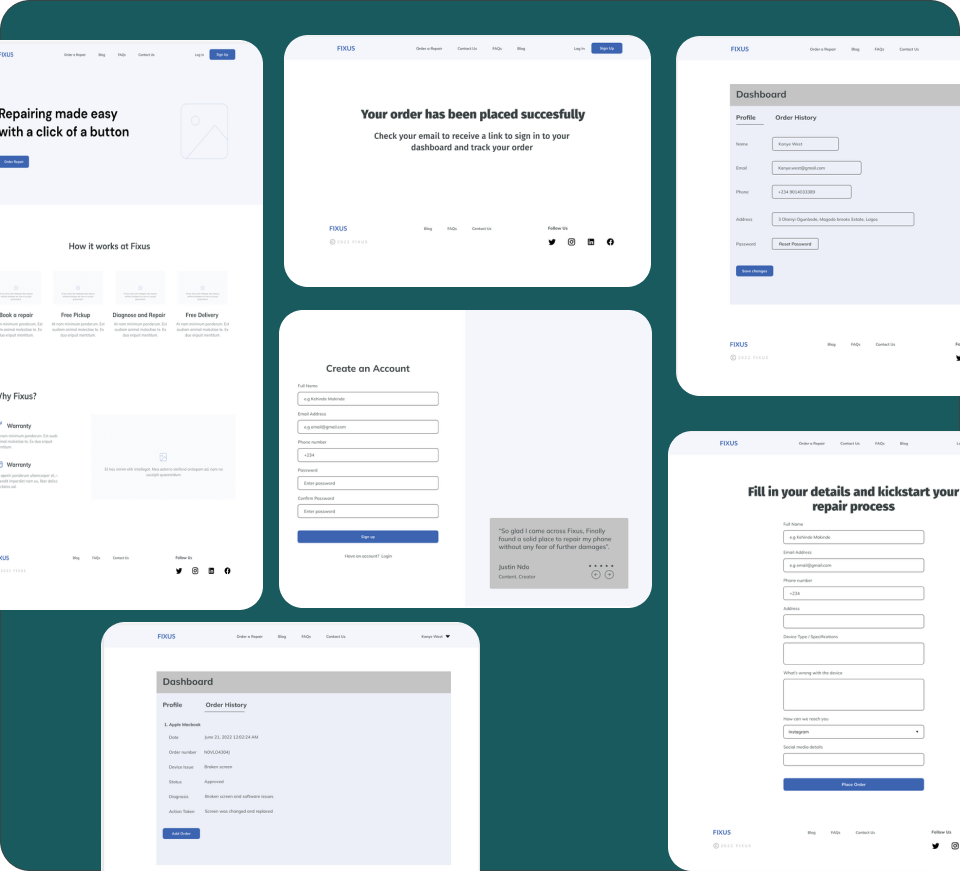 FIXUS
Order a Repair
Blog
FAQs
Contact Us
Log In
Sign Up
Repairing made easy
with a click of a button
Order Repair
How it works at Fixus
Book a repair
Free Pickup
Diagnose and Repair
Free Delivery
Why Fixus?
Warranty
Warranty
XUS
Blog
FAQs
Contact Us
Follow Us
2022 FIXUS
FIXUS
Order a Repair
Contact Us
FAQs
Blog
Log In
Sign Up
Your order has been placed succesfully
Check your email to receive a link to sign in to your
dashboard and track your order
FIXUS
Blog
FAQs
Contact Us
Follow Us
2022 FIXUS
FIXUS
Order a Repair
Blog
FAQs
Contact Us
Dashboard
Profile
Order History
Name
Kanye West
Email
Kanye.west@gmail.com
Phone
Address
Password
Reset Password
Save changes
FIXUS
Blog
FAQs
Contact Us
2022 FIXUS
Create an Account
Full Name
e.g Kehinde Makinde
Email Address
e.g email@gmail.com
Phone number
+234
Password
Enter password
Confirm Password
Enter password
Sign up
Have an account? Login
“So glad I came across Fixus, Finally
found a solid place to repair my phone
without any fear of further damages”.
Justin Ndo
Content, Creator
FIXUS
Order a Repair
Contact Us
FAQs
Blog
Fill in your details and kickstart your
repair process
Full Name
e.g Kehinde Makinde
Email Address
e.g email@gmail.com
Phone number
+234
Address
Device Type / Specifications
What's wrong with the device
How can we reach you
Instagram
Social media details
Place Order
FIXUS
Blog
FAQs
Contact Us
Follow Us
2022 FIXUS
FIXUS
Order a Repair
Blog
FAQs
Contact Us
Kanye West
Dashboard
Profile
Order History
1. Apple Macbook
Date
June 21, 2022 12:02:24 AM
Order number
Device Issue
Broken screen
Status
Approved
Diagnosis
Broken screen and software issues
Action Taken
Screen was changed and replaced
Add Order